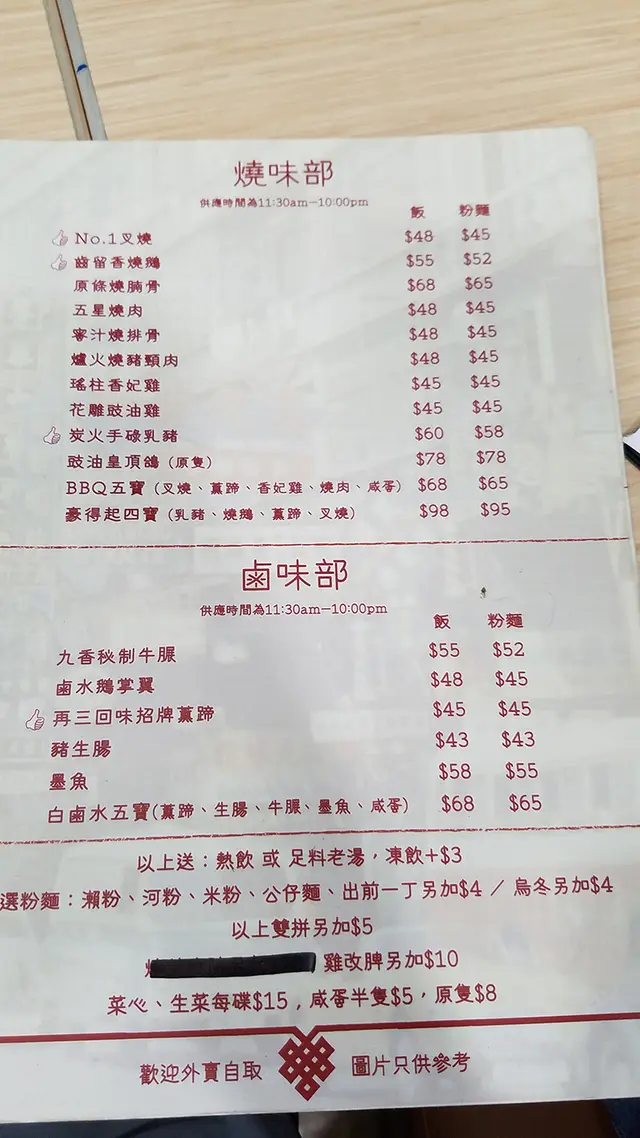 燒味部
供應時間為11:30am—10:00pm
飯 粉麵
No.1叉燒 $48 $45
齒留香燒鵝 $55 $52
原條燒腩骨 $68 $65
五星燒肉 $48 $45
蜜汁燒排骨 $48 $45
爐火燒豬頸肉 $48 $45
瑤柱香妃雞 $45 $45
花雕豉油雞 $45 $45
炭火手碌乳豬 $60 $58
豉油皇頂鴿 (原隻) $78 $78
BBQ五寶 (叉燒、薰蹄、香妃雞、燒肉、咸蛋) $68 $65
豪得起四寶 (乳豬、燒鵝、薰蹄、叉燒) $98 $95
鹵味部
供應時間為11:30am—10:00pm
飯 粉麵
九香秘制牛𦟌 $55 $52
鹵水鵝掌翼 $48 $45
再三回味招牌薰蹄 $45 $45
豬生腸 $43 $43
墨魚 $58 $55
白鹵水五寶(薰蹄、生腸、牛𦟌、墨魚、咸蛋) $68 $65
以上送：熱飲 或 足料老湯，凍飲+$3
選粉麵：瀨粉、河粉、米粉、公仔麵、出前一丁另加$4 / 烏冬另加$4
以上雙拼另加$5
雞改脾另加$10
菜心、生菜每碟$15，咸蛋半隻$5，原隻$8
歡迎外賣自取 圖片只供參考